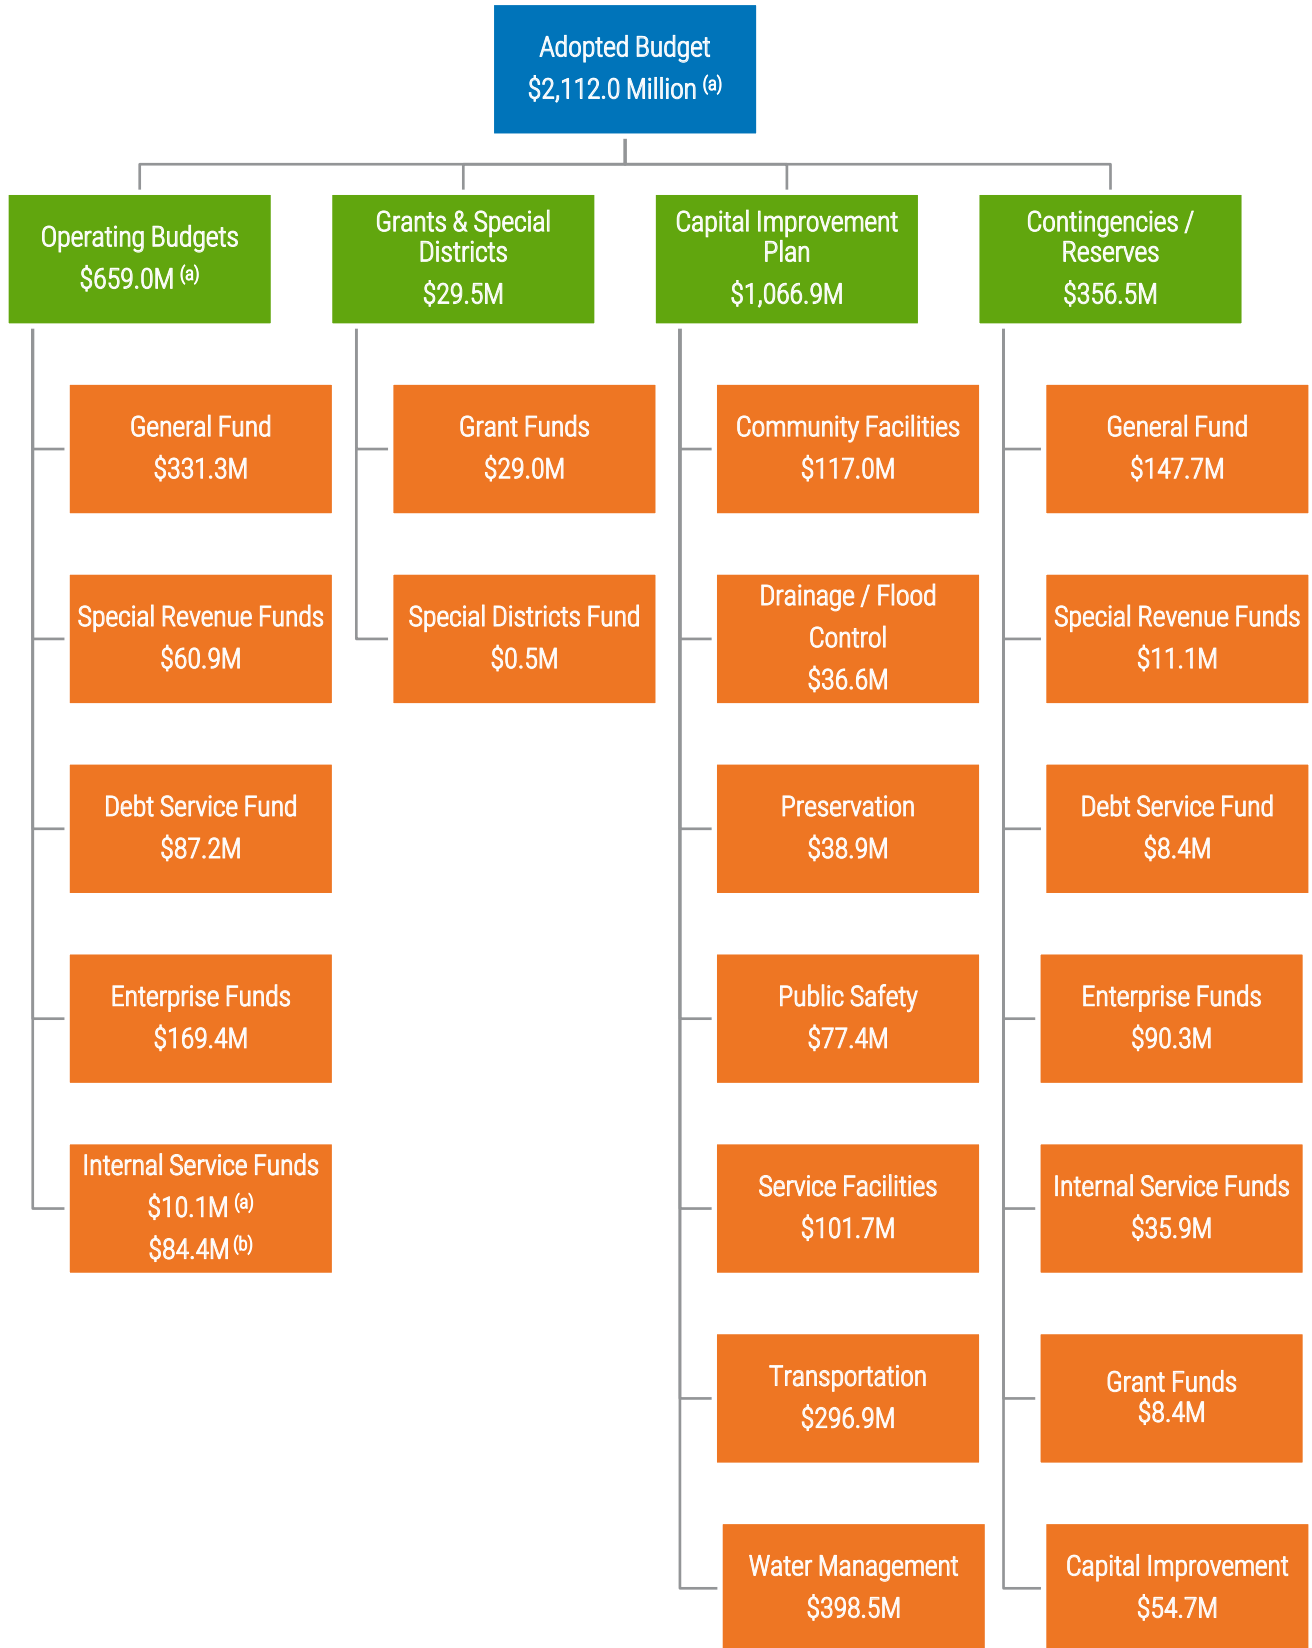 Adopted Budget
$2,112.0 Million (a)
Operating Budgets
$659.0M (a)
Grants & Special
Districts
$29.5M
Capital Improvement
Plan
$1,066.9M
Contingencies /
Reserves
$356.5M
General Fund
$331.3M
Special Revenue Funds
$60.9M
Debt Service Fund
$87.2M
Enterprise Funds
$169.4M
Internal Service Funds
$10.1M (a)
$84.4M (b)
Grant Funds
$29.0M
Special Districts Fund
$0.5M
Community Facilities
$117.0M
Drainage / Flood
Control
$36.6M
Preservation
$38.9M
Public Safety
$77.4M
Service Facilities
$101.7M
Transportation
$296.9M
Water Management
$398.5M
General Fund
$147.7M
Special Revenue Funds
$11.1M
Debt Service Fund
$8.4M
Enterprise Funds
$90.3M
Internal Service Funds
$35.9M
Grant Funds
$8.4M
Capital Improvement
$54.7M